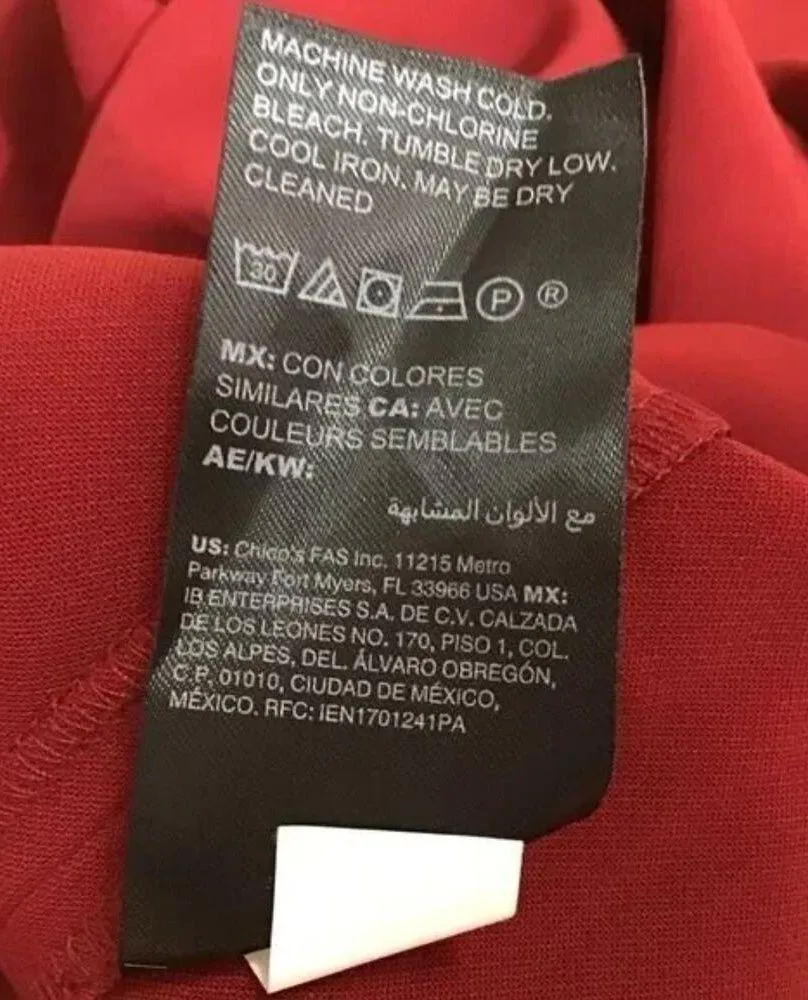 MACHINE WASH COLD.
ONLY NON-CHLORINE
BLEACH. TUMBLE DRY LOW.
COOL IRON. MAY BE DRY
CLEANED
30 P ®
MX: CON COLORES
SIMILARES CA: AVEC
COULEURS SEMBLABLES
AE/KW:
مع الألوان المشابهة
US: Chico's FAS Inc. 11215 Metro
Parkway Fort Myers, FL 33966 USA MX:
IB ENTERPRISES S.A. DE C.V. CALZADA
DE LOS LEONES NO. 170, PISO 1, COL.
LOS ALPES, DEL. ÁLVARO OBREGÓN,
C.P. 01010, CIUDAD DE MÉXICO,
MÉXICO. RFC: IEN1701241PA